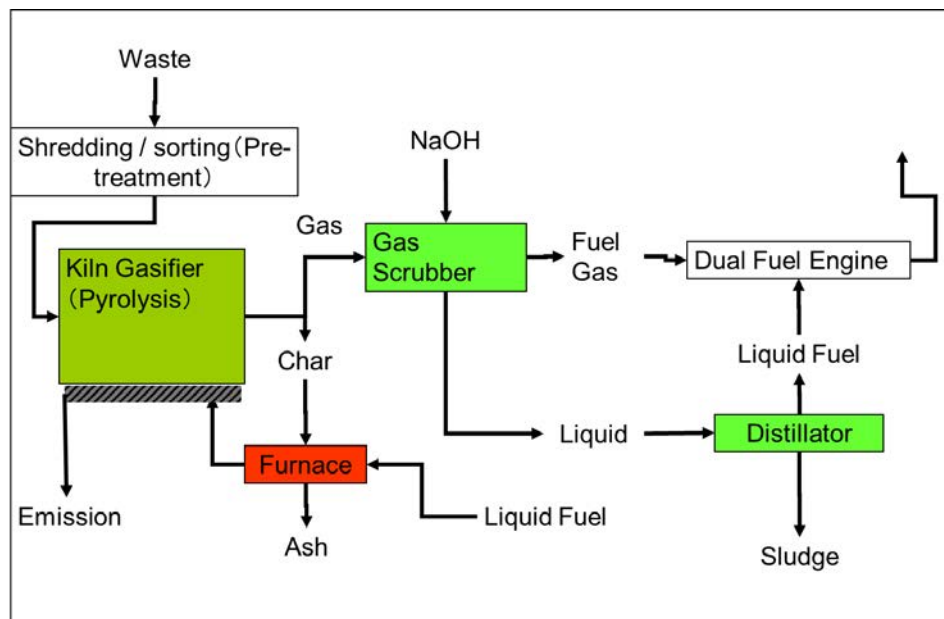 Waste
Shredding / sorting（Pre-
treatment）
NaOH
Gas
Gas
Scrubber
Fuel
Gas
Dual Fuel Engine
Kiln Gasifier
（Pyrolysis）
Char
Liquid Fuel
Liquid
Distillator
Furnace
Emission
Liquid Fuel
Ash
Sludge